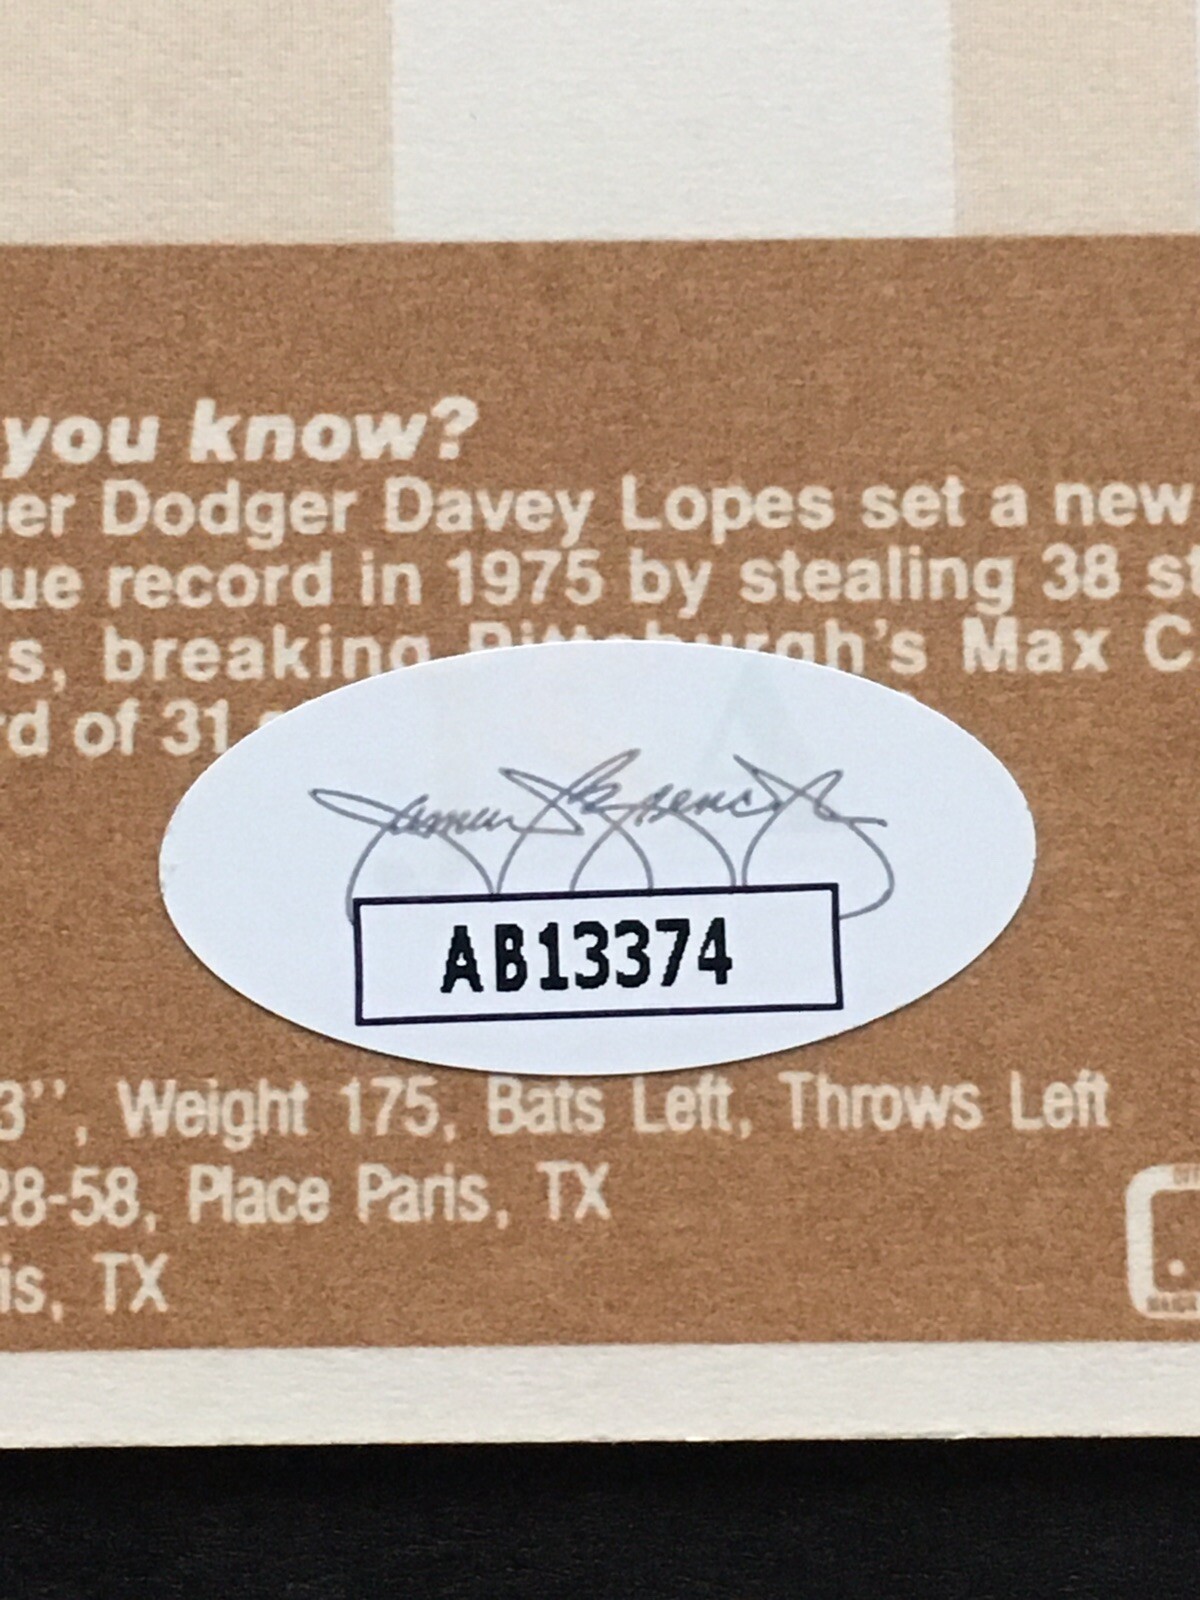 you know?
er Dodger Davey Lopes set a new
ue record in 1975 by stealing 38 st
s, breaking Pittsburgh's Max C
rd of 31
AB13374
3'', Weight 175, Bats Left, Throws Left
28-58, Place Paris, TX
is, TX